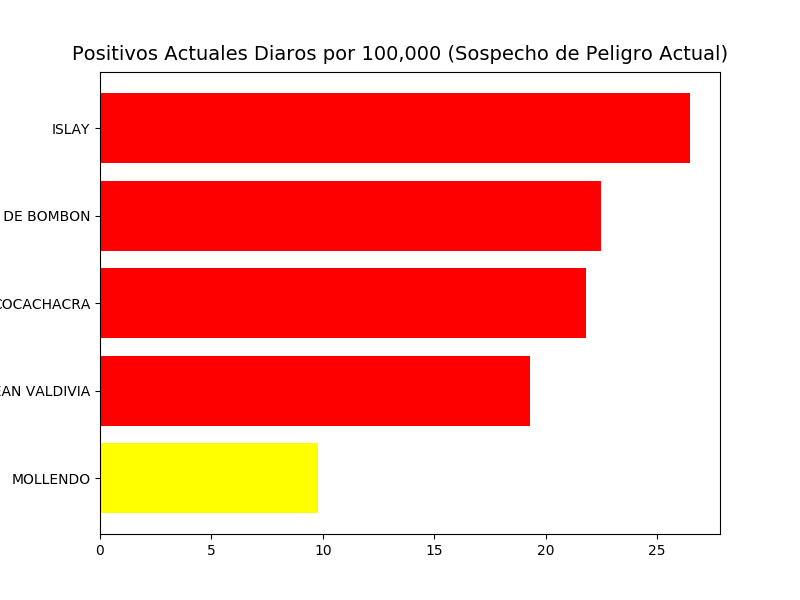 Positivos Actuales Diaros por 100,000 (Sospecho de Peligro Actual)
ISLAY
DE BOMBON
COCACHACRA
EAN VALDIVIA
MOLLENDO
0 5 10 15 20 25